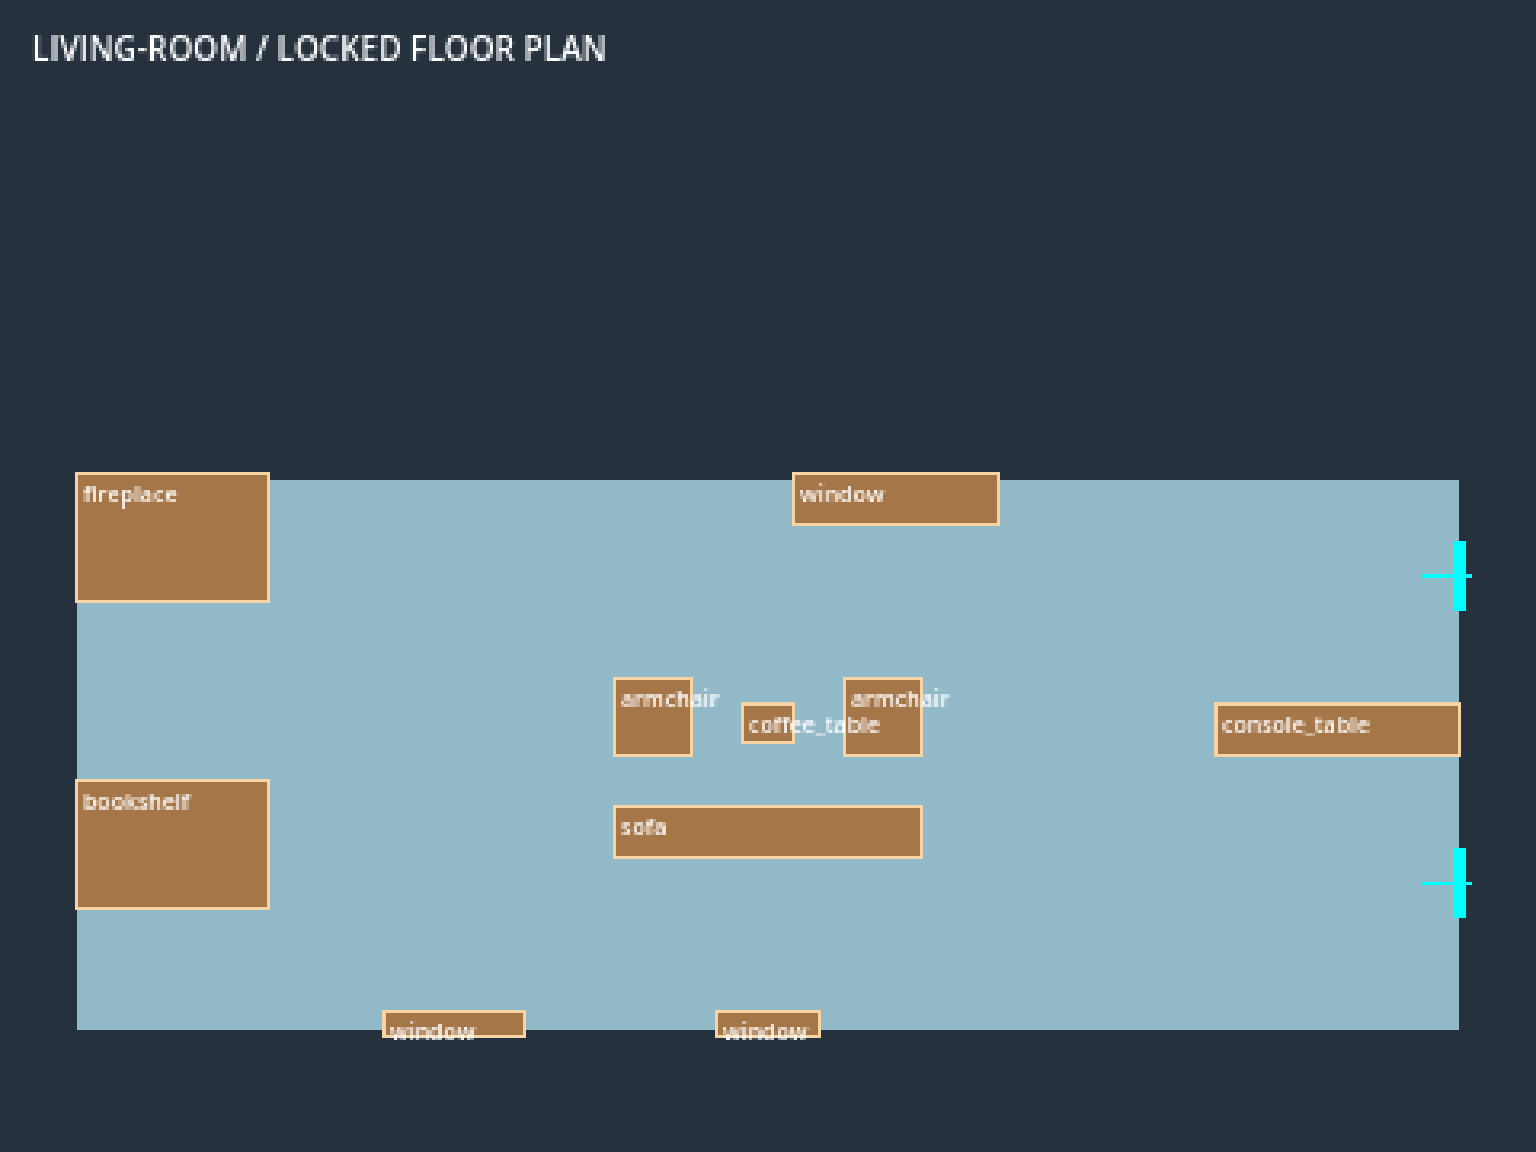 LIVING-ROOM / LOCKED FLOOR PLAN
fireplace
window
armchair
armchair
coffee_table
console_table
bookshelf
sofa
window
window